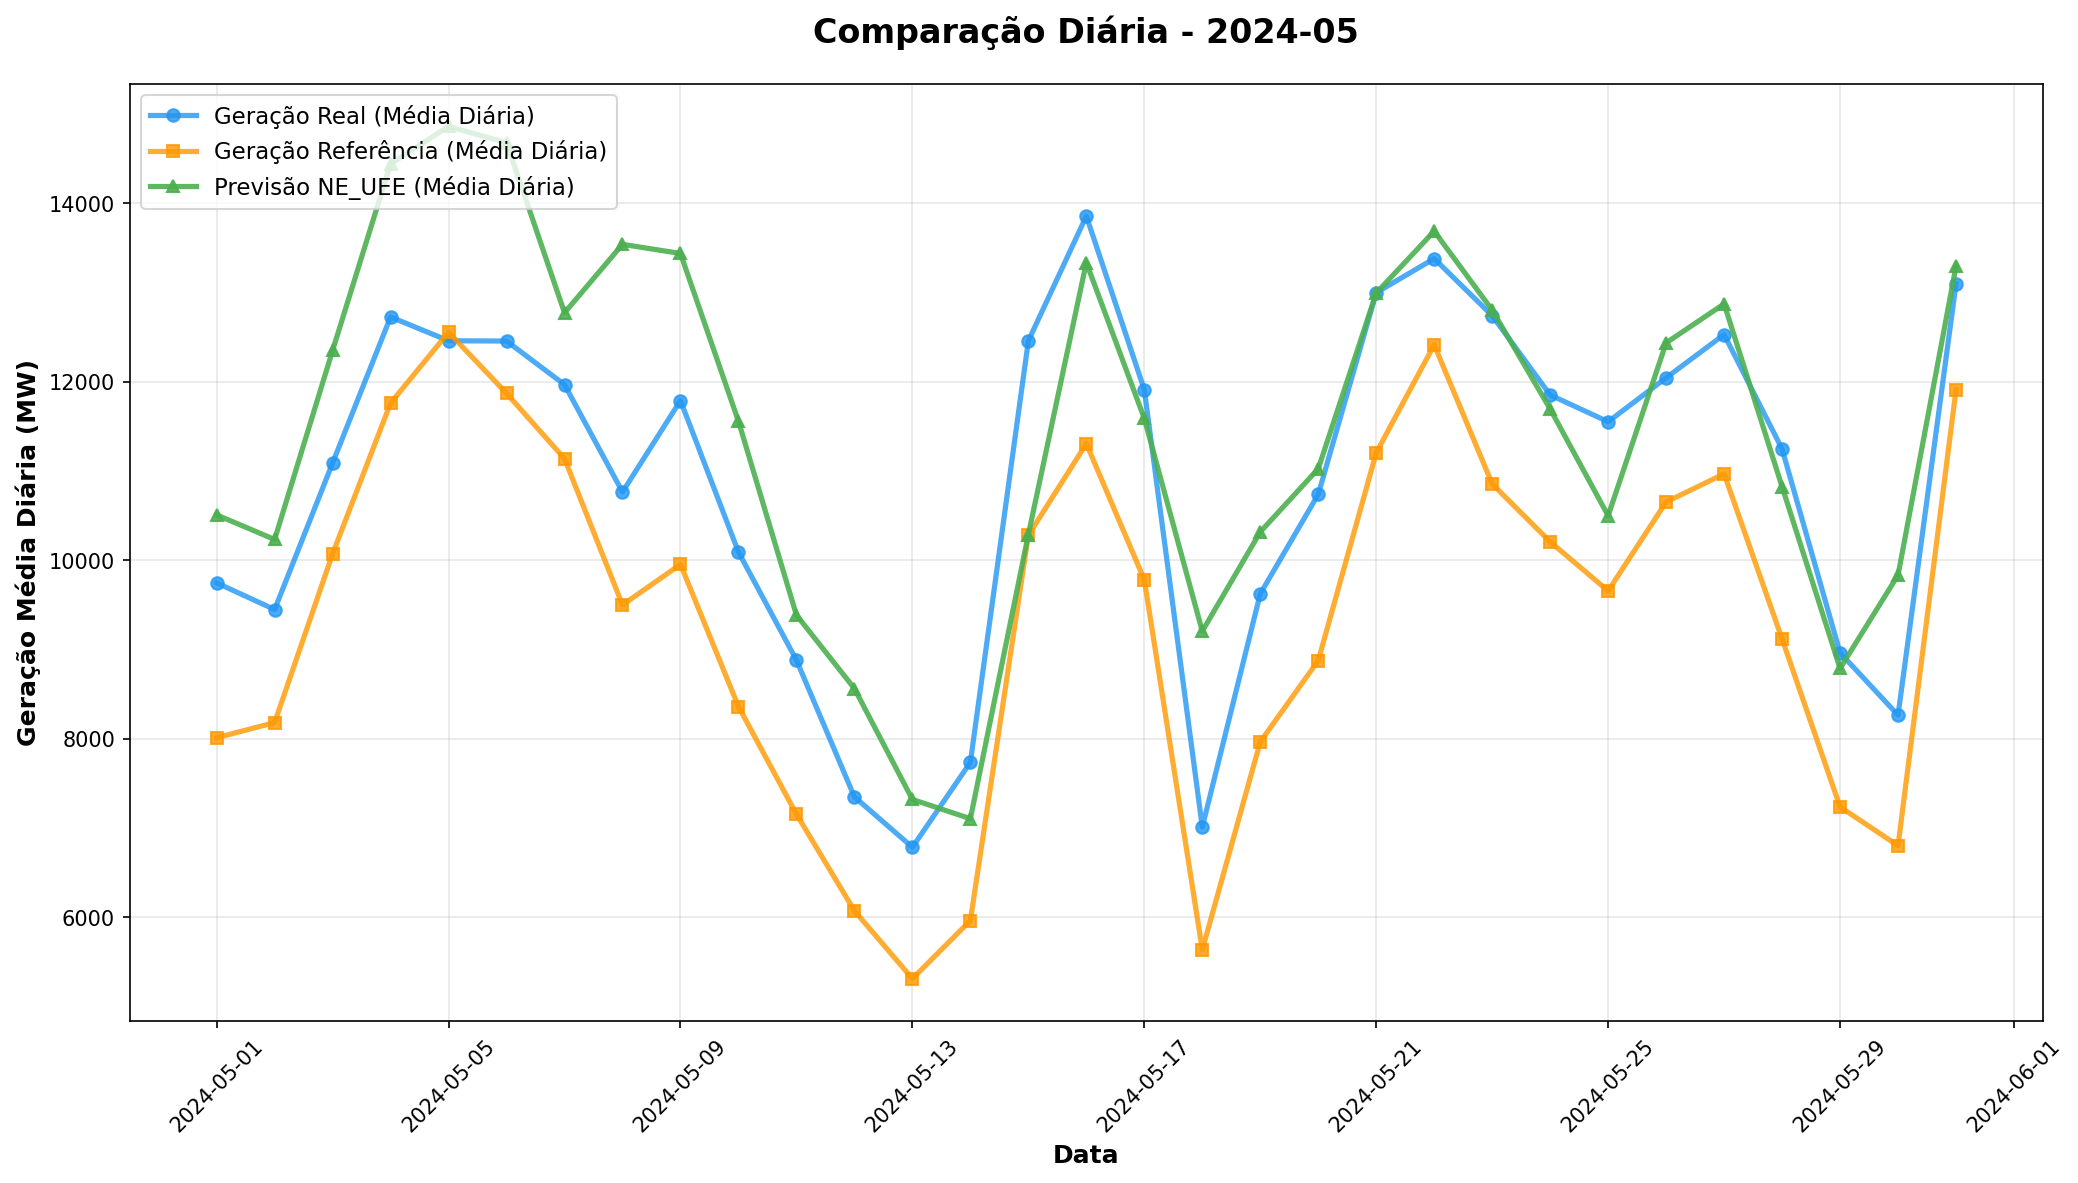 Comparação Diária - 2024-05
Geração Real (Média Diária)
Geração Referência (Média Diária)
Previsão NE_UEE (Média Diária)
Geração Média Diária (MW)
14000
12000
10000
8000
6000
2024-05-01
2024-05-05
2024-05-09
2024-05-13
2024-05-17
2024-05-21
2024-05-25
2024-05-29
2024-06-01
Data